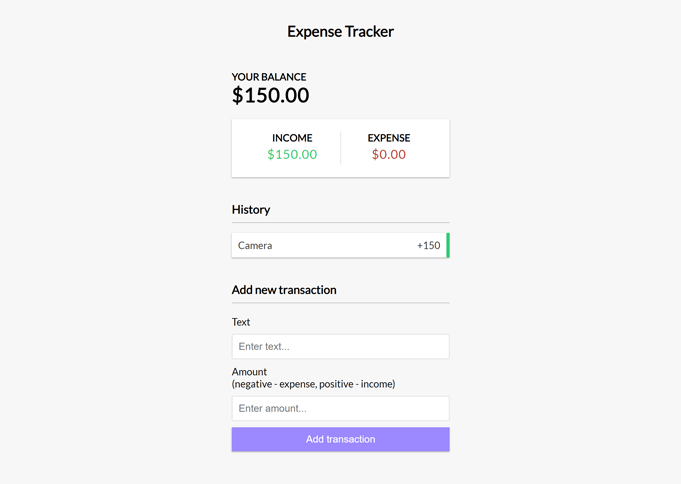 Expense Tracker
YOUR BALANCE
$150.00
INCOME EXPENSE
$150.00 $0.00
History
Camera +150
Add new transaction
Text
Enter text...
Amount
(negative - expense, positive - income)
Enter amount...
Add transaction